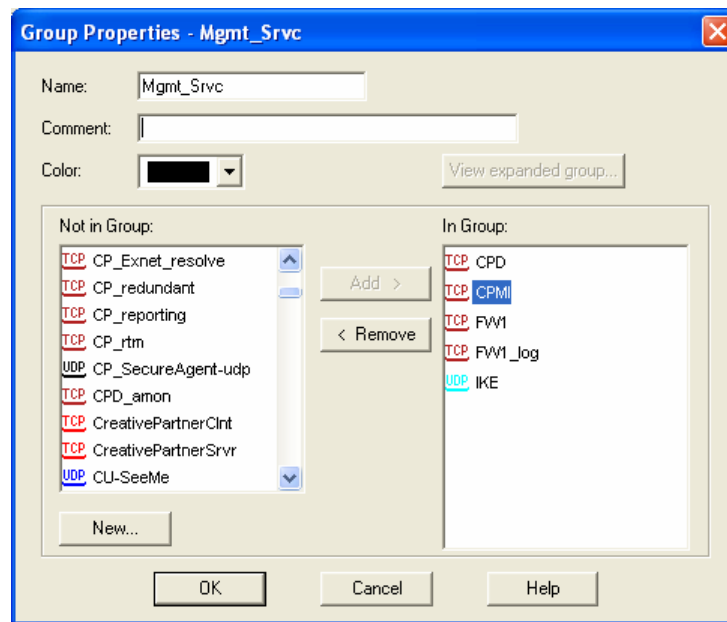 Group Properties - Mgmt_Srvc
Name: Mgmt_Srvc
Comment:
Color:
View expanded group...
Not in Group:
TCP CP_Exnet_resolve
TCP CP_redundant
TCP CP_reporting
TCP CP_rtm
UDP CP_SecureAgent-udp
TCP CPD_amon
TCP CreativePartnerClnt
TCP CreativePartnerSrvr
UDP CU-SeeMe
New...
Add >
< Remove
In Group:
TCP CPD
TCP CPMI
TCP FW1
TCP FW1_log
UDP IKE
OK Cancel Help